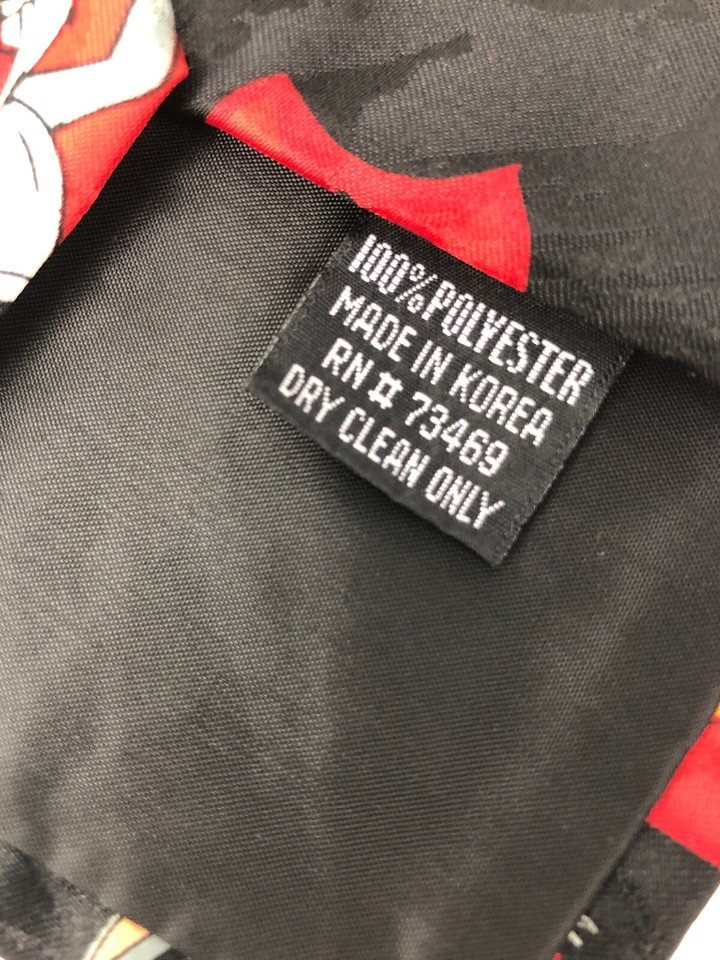 100% POLYESTER
MADE IN KOREA
RN # 73469
DRY CLEAN ONLY